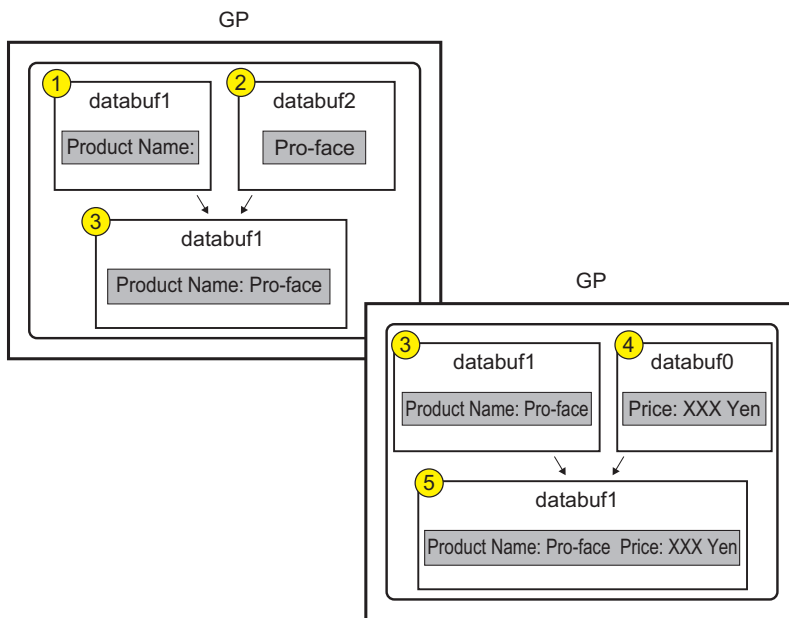 GP
1
databuf1
Product Name:
2
databuf2
Pro-face
3
databuf1
Product Name: Pro-face
GP
3
databuf1
Product Name: Pro-face
4
databuf0
Price: XXX Yen
5
databuf1
Product Name: Pro-face  Price: XXX Yen